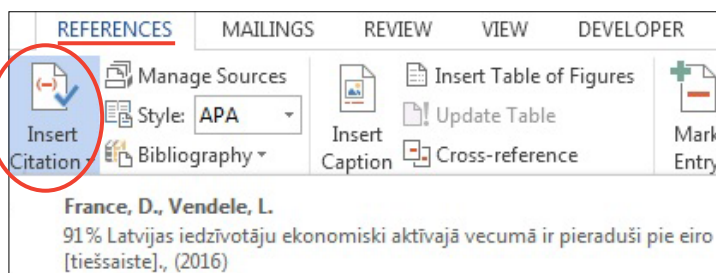 REFERENCES MAILINGS REVIEW VIEW DEVELOPER
Manage Sources Insert Table of Figures
Style: APA Update Table
Insert Citation Bibliography Insert Caption Cross-reference Mark Entry
France, D., Vendele, L.
91% Latvijas iedzīvotāju ekonomiski aktīvajā vecumā ir pieraduši pie eiro
[tiešsaiste]., (2016)